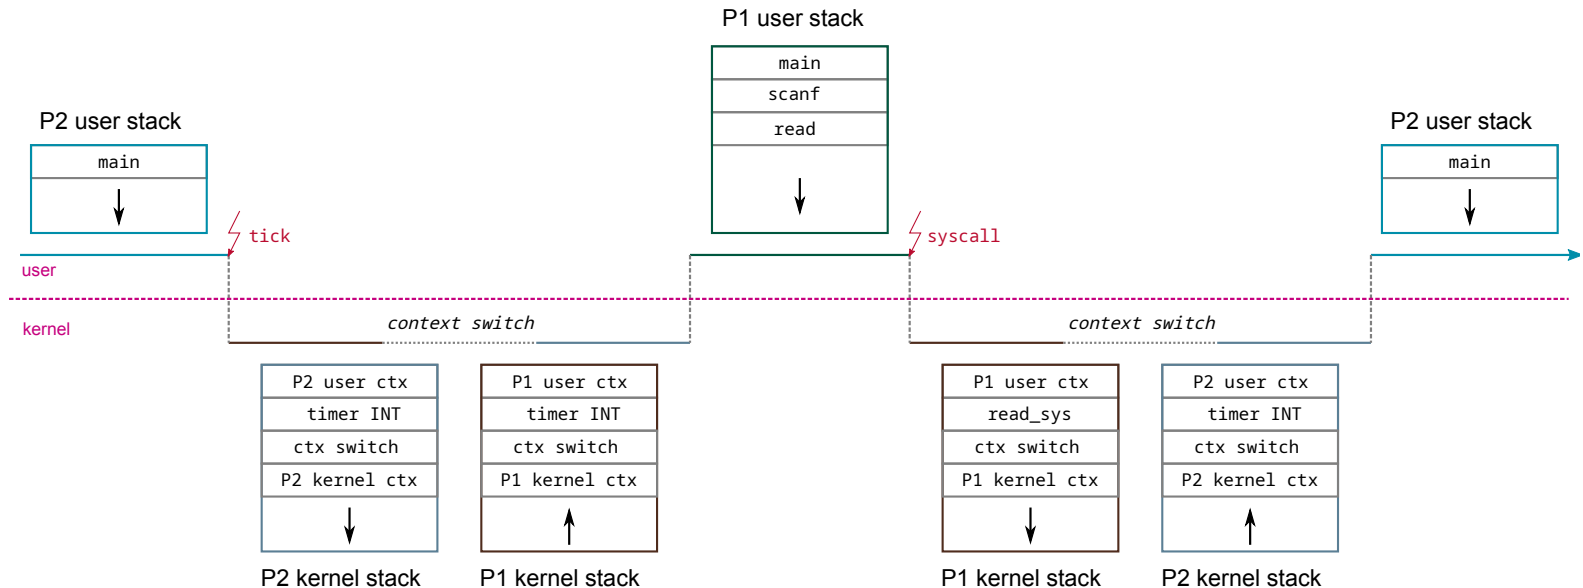 P1 user stack
main
scanf
read
P2 user stack
main
P2 user stack
main
tick
syscall
user
kernel
context switch
context switch
P2 user ctx
timer INT
ctx switch
P2 kernel ctx
P2 kernel stack
P1 user ctx
timer INT
ctx switch
P1 kernel ctx
P1 kernel stack
P1 user ctx
read_sys
ctx switch
P1 kernel ctx
P1 kernel stack
P2 user ctx
timer INT
ctx switch
P2 kernel ctx
P2 kernel stack